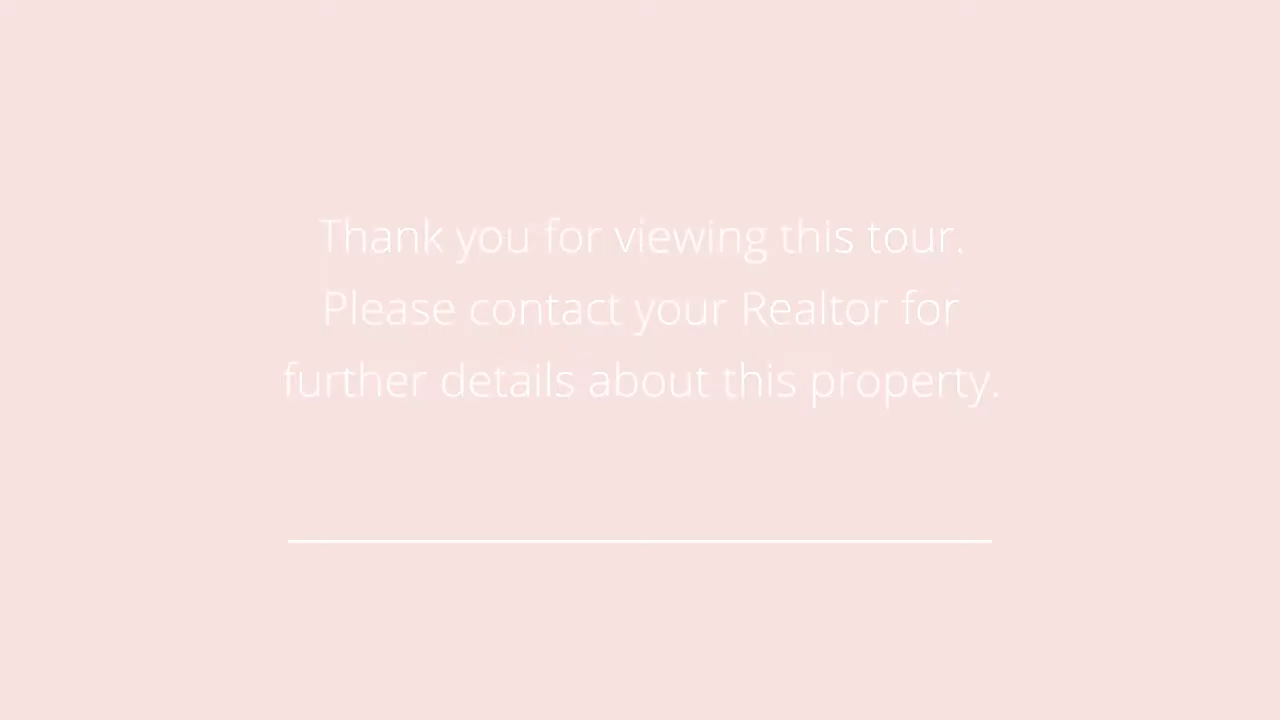 Thank you for viewing this tour.
Please contact your Realtor for
further details about this property.